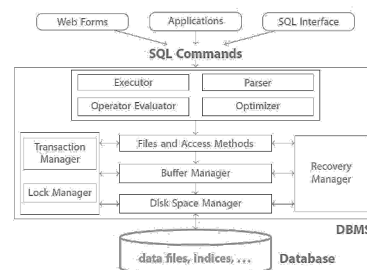 Web Forms
Applications
SQL Interface
SQL Commands
Executor
Parser
Operator Evaluator
Optimizer
Transaction
Manager
Lock Manager
Files and Access Methods
Buffer Manager
Disk Space Manager
Recovery
Manager
DBMS
data files, indices, ...
Database